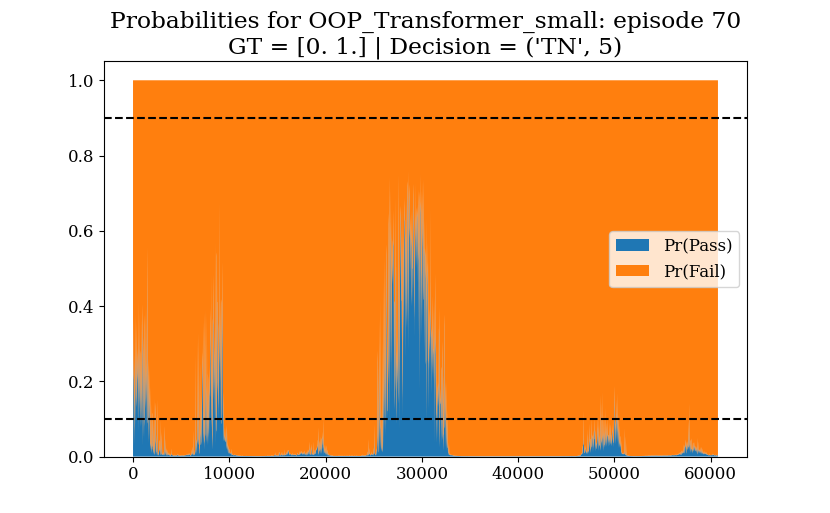 Probabilities for OOP_Transformer_small: episode 70
GT = [0. 1.] | Decision = ('TN', 5)
1.0
0.8
0.6
0.4
0.2
0.0
Pr(Pass)
Pr(Fail)
0 10000 20000 30000 40000 50000 60000